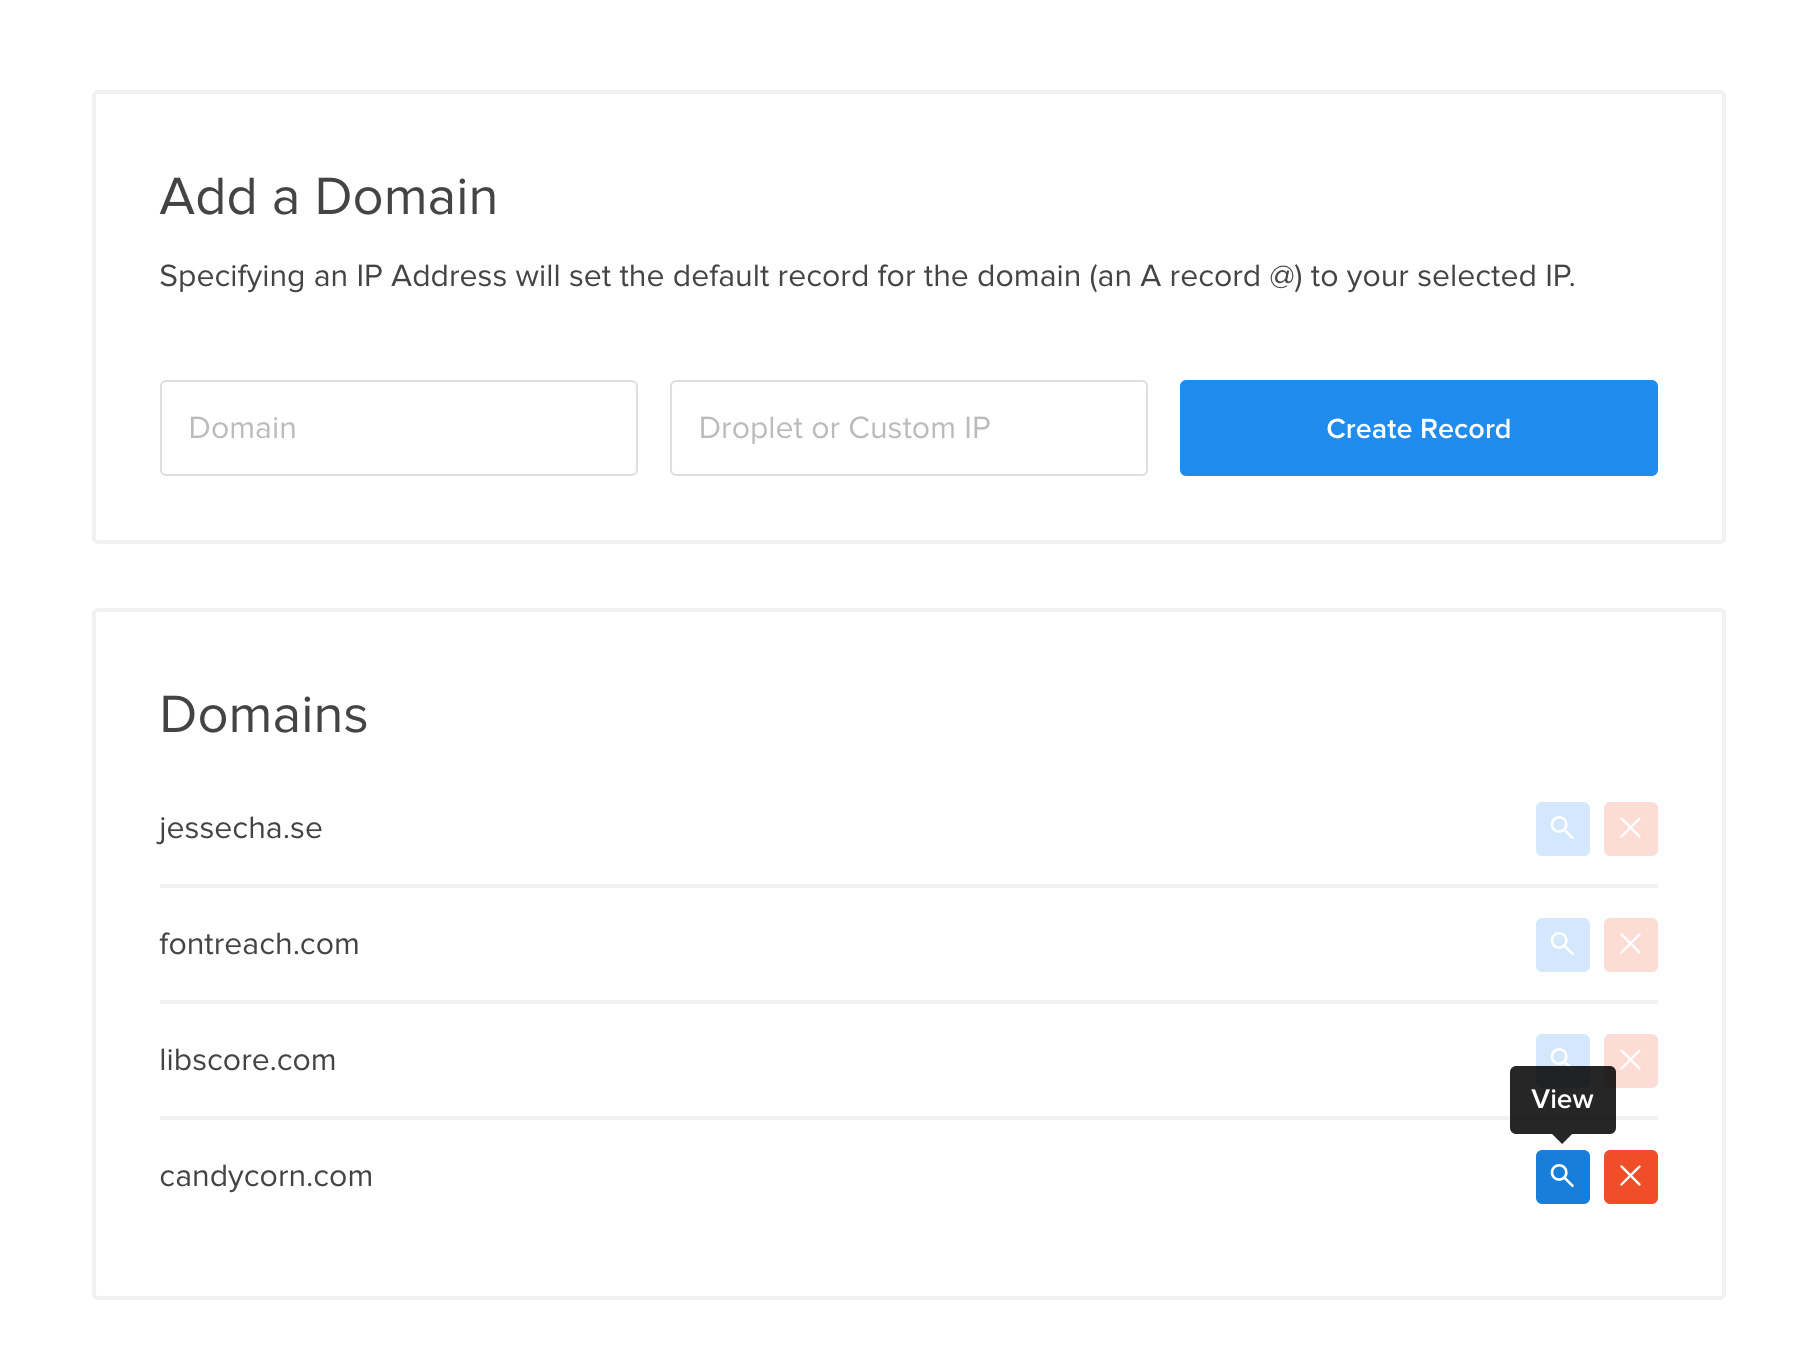 Add a Domain
Specifying an IP Address will set the default record for the domain (an A record @) to your selected IP.
Domain
Droplet or Custom IP
Create Record
Domains
jessecha.se
fontreach.com
libscore.com
View
candycorn.com